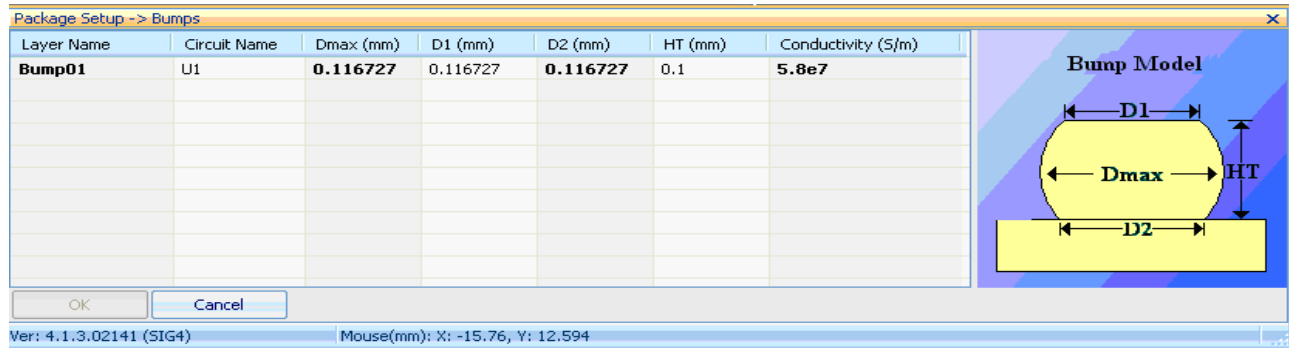 Package Setup -> Bumps
Layer Name Circuit Name Dmax (mm) D1 (mm) D2 (mm) HT (mm) Conductivity (S/m)
Bump01 U1 0.116727 0.116727 0.116727 0.1 5.8e7
Bump Model
D1
Dmax
HT
D2
OK Cancel
Ver: 4.1.3.02141 (SIG4) Mouse(mm): X: -15.76, Y: 12.594